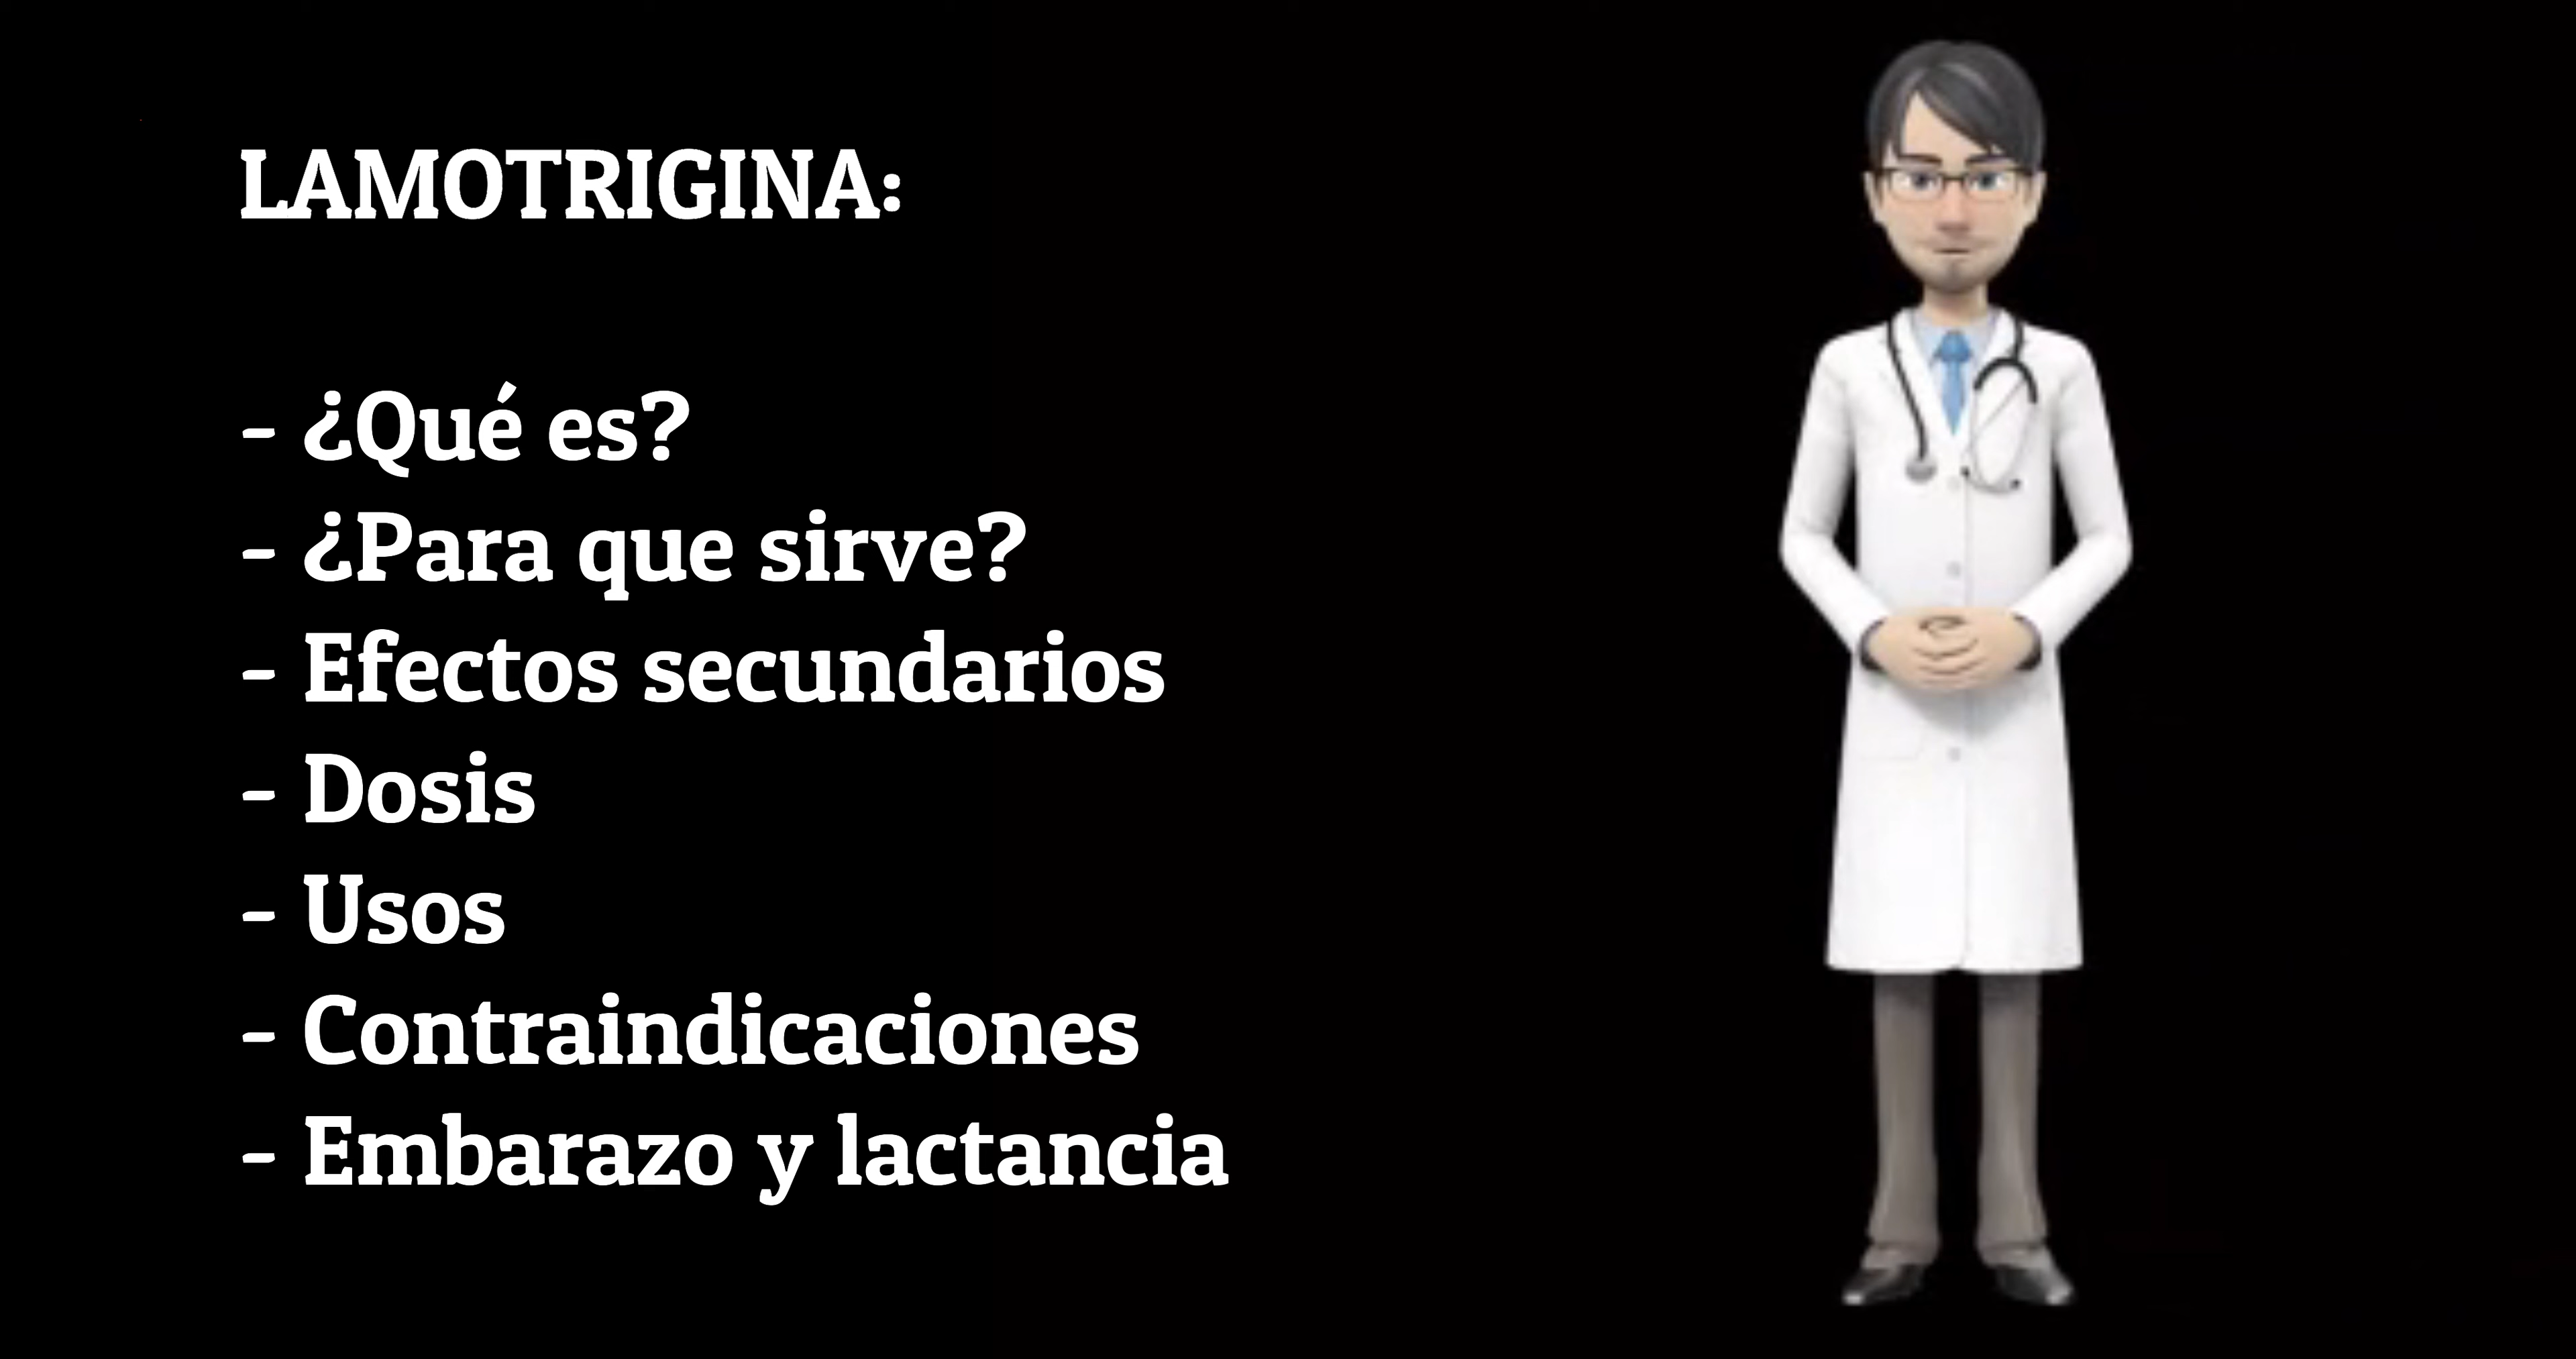 LAMOTRIGINA:
- ¿Qué es?
- ¿Para que sirve?
- Efectos secundarios
- Dosis
- Usos
- Contraindicaciones
- Embarazo y lactancia